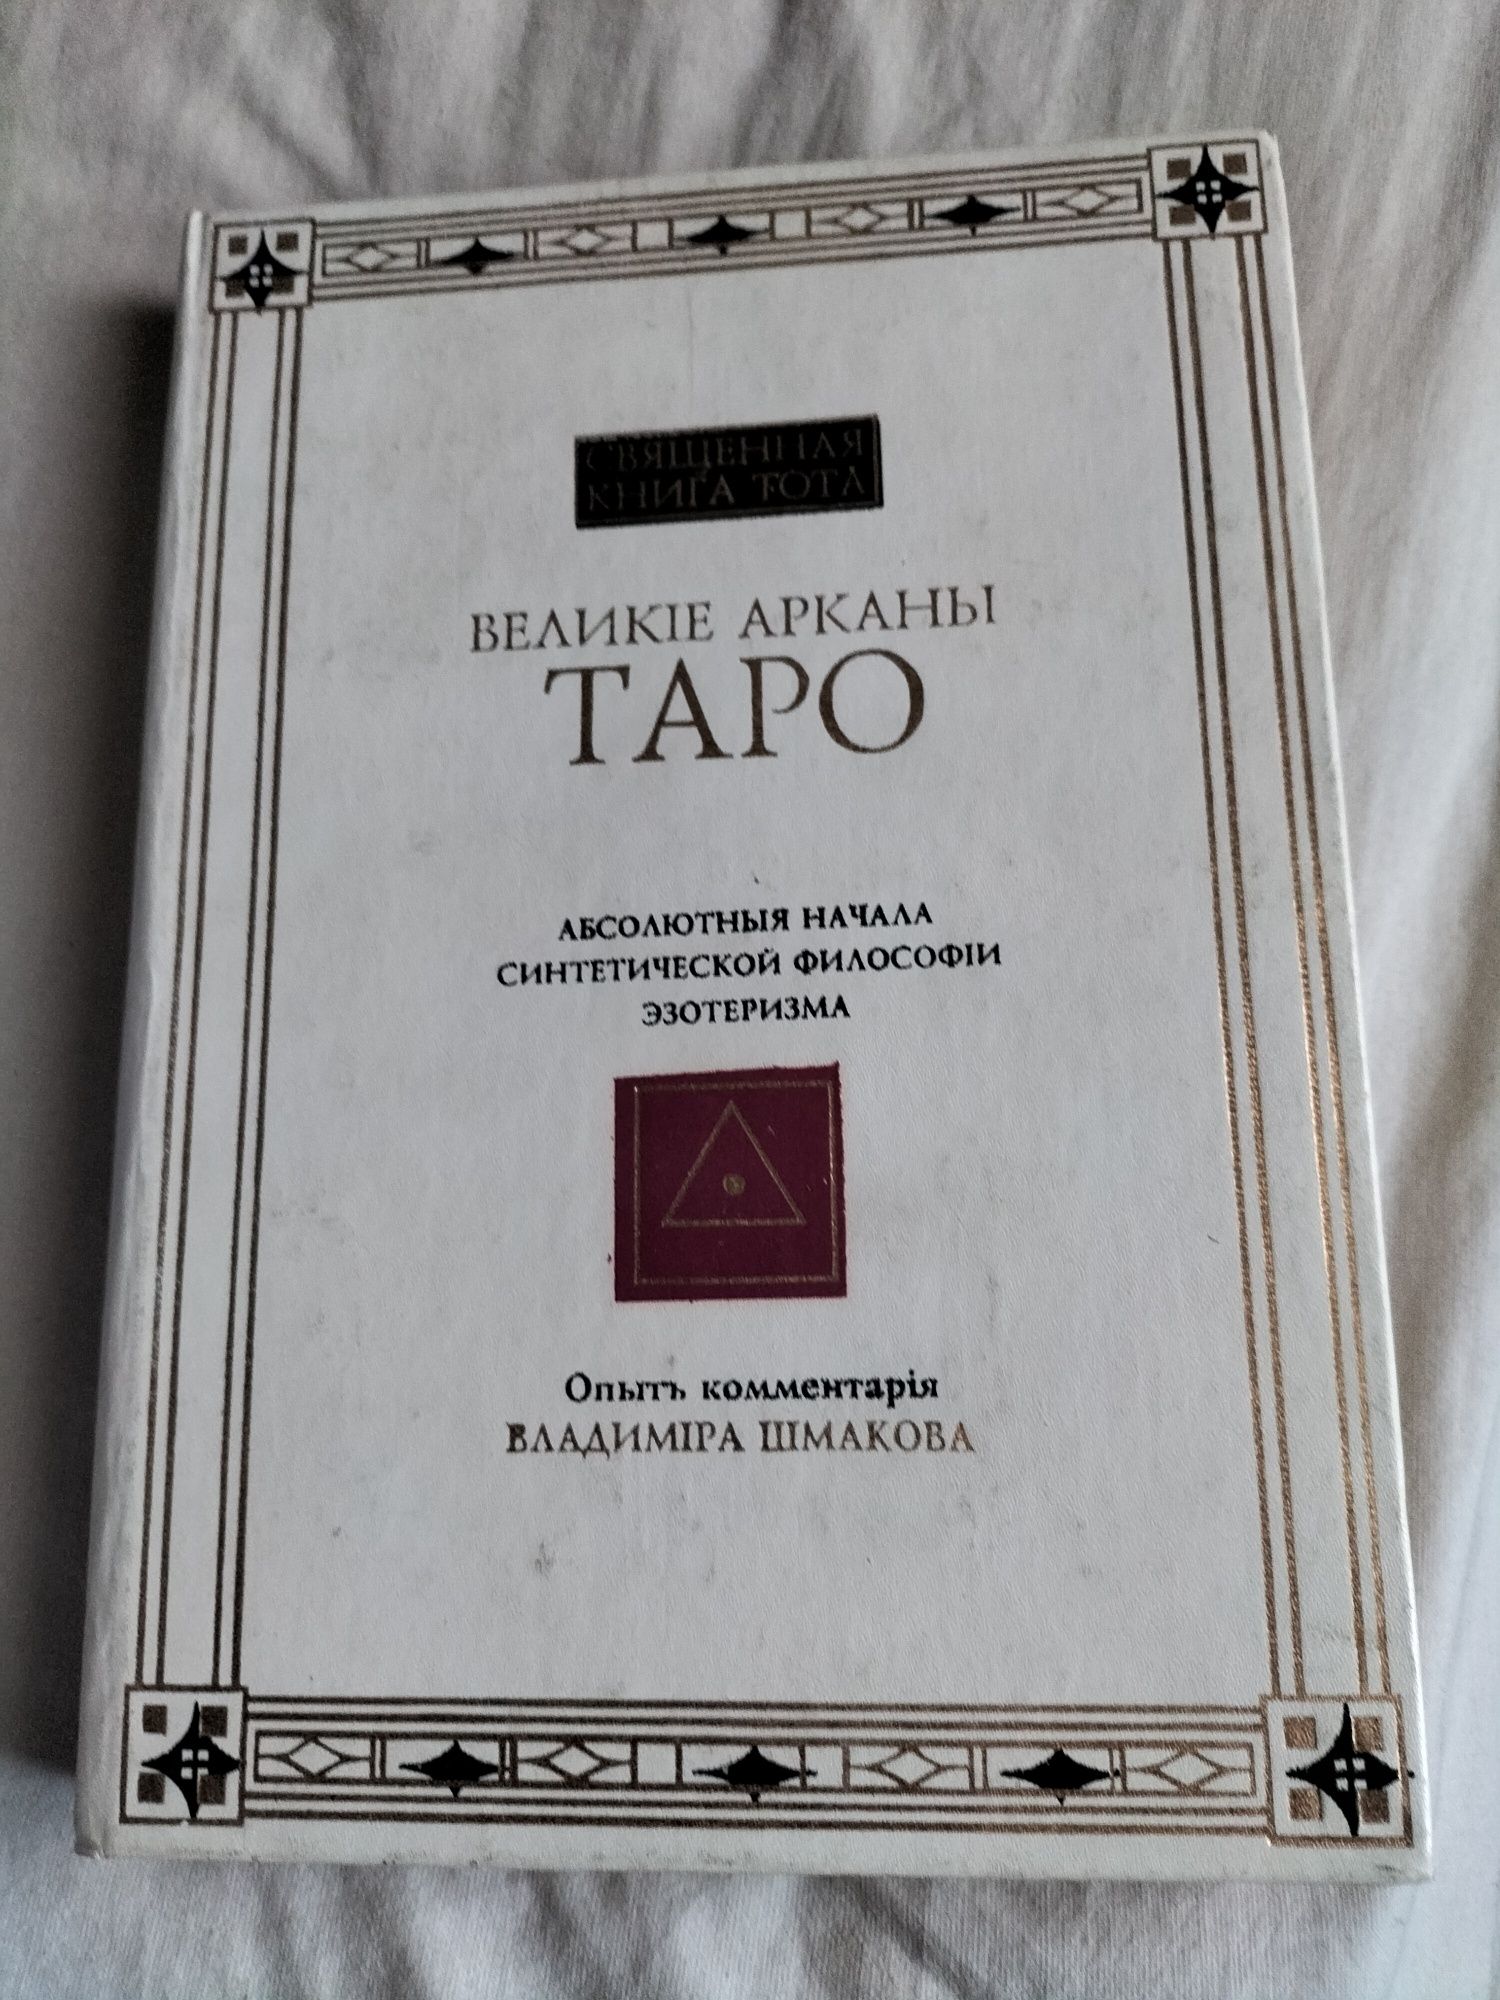 СВЯЩЕННАЯ
КНИГА ТОТА
ВЕЛИКІЕ АРКАНЫ
ТАРО
АБСОЛЮТНЫЯ НАЧАЛА
СИНТЕТИЧЕСКОЙ ФИЛОСОФІИ
ЭЗОТЕРИЗМА
Опытъ комментарія
ВЛАДИМІРА ШМАКОВА